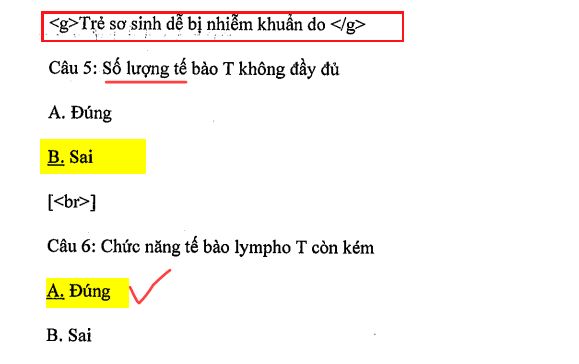 <g>Trẻ sơ sinh dễ bị nhiễm khuẩn do </g>
Câu 5: Số lượng tế bào T không đầy đủ
A. Đúng
B. Sai
[<br>]
Câu 6: Chức năng tế bào lympho T còn kém
A. Đúng
B. Sai